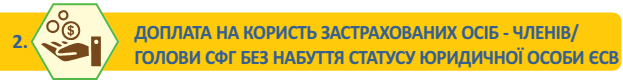 2.
ДОПЛАТА НА КОРИСТЬ ЗАСТРАХОВАНИХ ОСІБ - ЧЛЕНІВ/
ГОЛОВИ СФГ БЕЗ НАБУТТЯ СТАТУСУ ЮРИДИЧНОЇ ОСОБИ ЄСВ